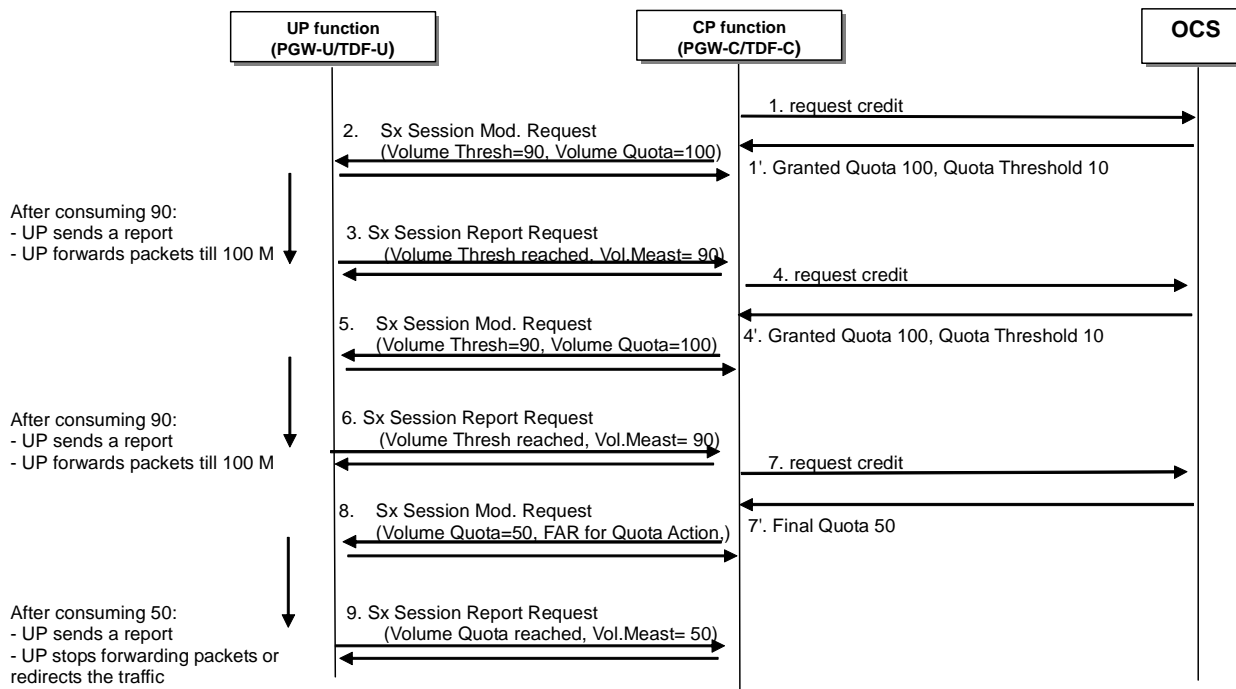 UP function
(PGW-U/TDF-U)
CP function
(PGW-C/TDF-C)
OCS
1. request credit
2. Sx Session Mod. Request
(Volume Thresh=90, Volume Quota=100)
1'. Granted Quota 100, Quota Threshold 10
After consuming 90:
- UP sends a report
- UP forwards packets till 100 M
3. Sx Session Report Request
(Volume Thresh reached, Vol.Meast= 90)
4. request credit
5. Sx Session Mod. Request
(Volume Thresh=90, Volume Quota=100)
4'. Granted Quota 100, Quota Threshold 10
After consuming 90:
- UP sends a report
- UP forwards packets till 100 M
6. Sx Session Report Request
(Volume Thresh reached, Vol.Meast= 90)
7. request credit
8. Sx Session Mod. Request
(Volume Quota=50, FAR for Quota Action.)
7'. Final Quota 50
After consuming 50:
- UP sends a report
- UP stops forwarding packets or
redirects the traffic
9. Sx Session Report Request
(Volume Quota reached, Vol.Meast= 50)